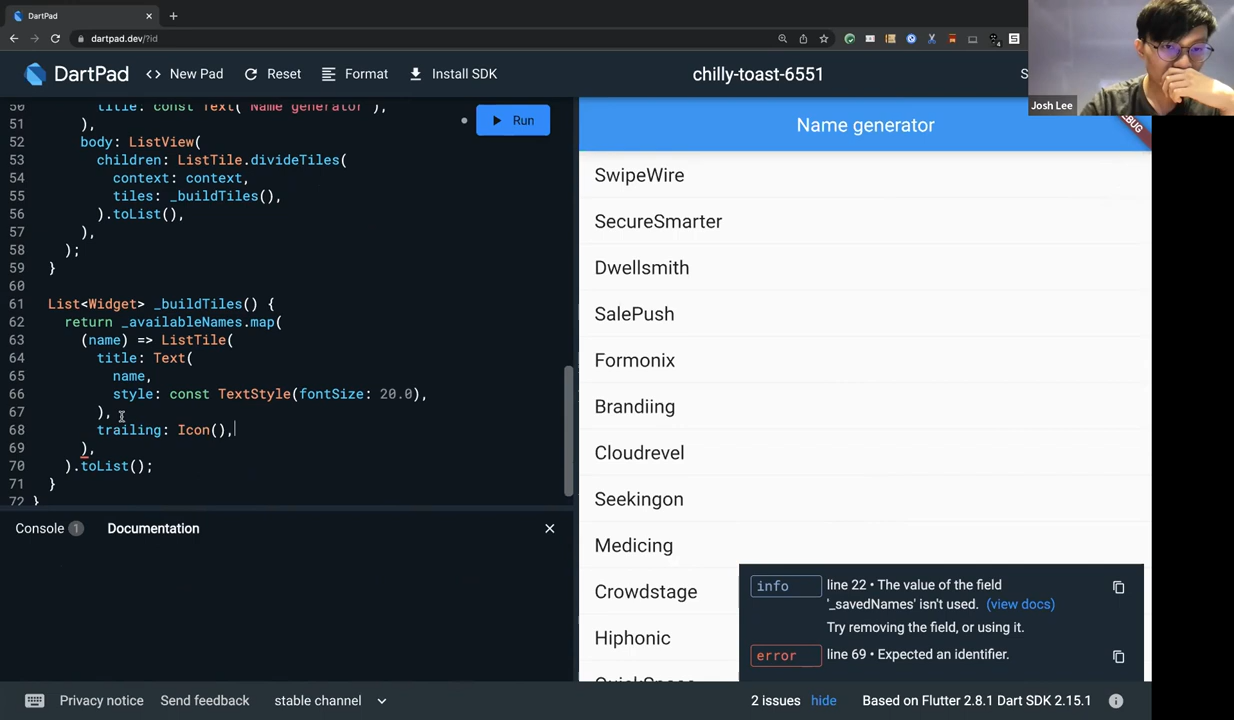 DartPad
dartpad.dev/?id
DartPad
New Pad
Reset
Format
Install SDK
chilly-toast-6551
S
Josh Lee
50 title: const Text('Name generator'),
51 ),
52 body: ListView(
53 children: ListTile.divideTiles(
54 context: context,
55 tiles: _buildTiles(),
56 ).toList(),
57 ),
58 );
59 }
60
61 List<Widget> _buildTiles() {
62 return _availableNames.map(
63 (name) => ListTile(
64 title: Text(
65 name,
66 style: const TextStyle(fontSize: 20.0),
67 ),
68 trailing: Icon(),
69 ),
70 ).toList();
71 }
72 }
Run
Console 1
Documentation
Name generator
SwipeWire
SecureSmarter
Dwellsmith
SalePush
Formonix
Brandiing
Cloudrevel
Seekingon
Medicing
Crowdstage
Hiphonic
info
line 22 • The value of the field
'_savedNames' isn't used. (view docs)
Try removing the field, or using it.
error
line 69 • Expected an identifier.
Privacy notice
Send feedback
stable channel
2 issues
hide
Based on Flutter 2.8.1 Dart SDK 2.15.1